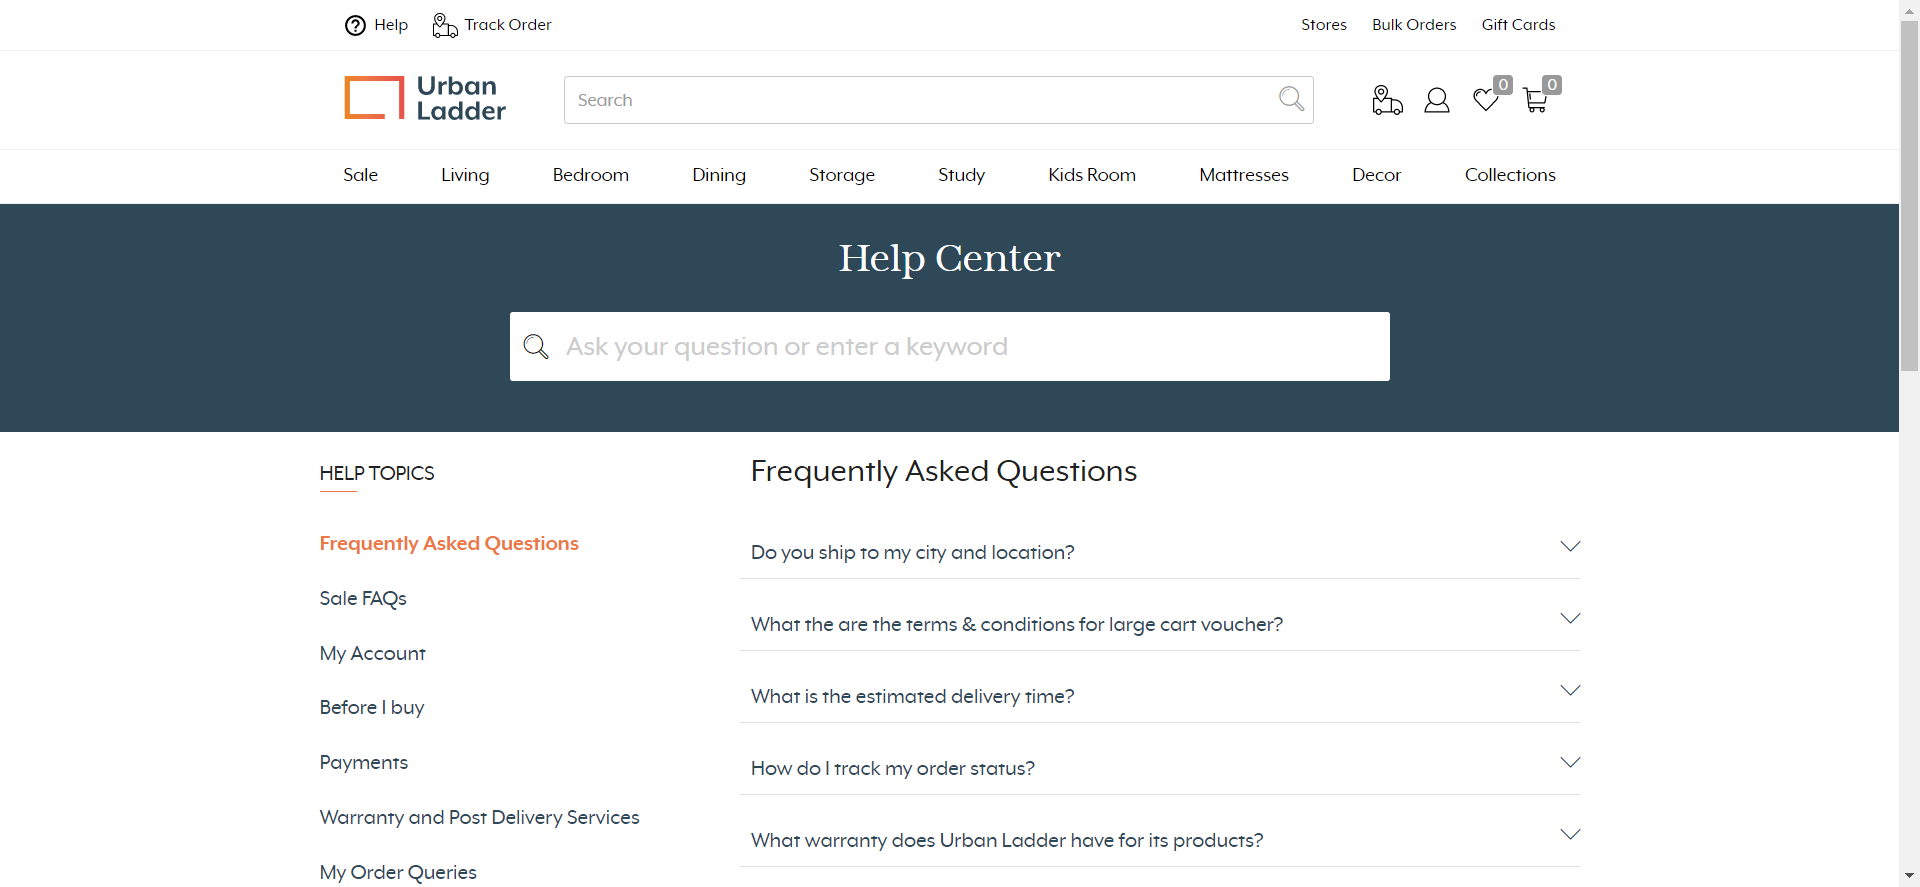 Help
Track Order
Stores
Bulk Orders
Gift Cards
Urban
Ladder
Search
0
0
Sale
Living
Bedroom
Dining
Storage
Study
Kids Room
Mattresses
Decor
Collections
Help Center
Ask your question or enter a keyword
HELP TOPICS
Frequently Asked Questions
Sale FAQs
My Account
Before I buy
Payments
Warranty and Post Delivery Services
My Order Queries
Frequently Asked Questions
Do you ship to my city and location?
What the are the terms & conditions for large cart voucher?
What is the estimated delivery time?
How do I track my order status?
What warranty does Urban Ladder have for its products?